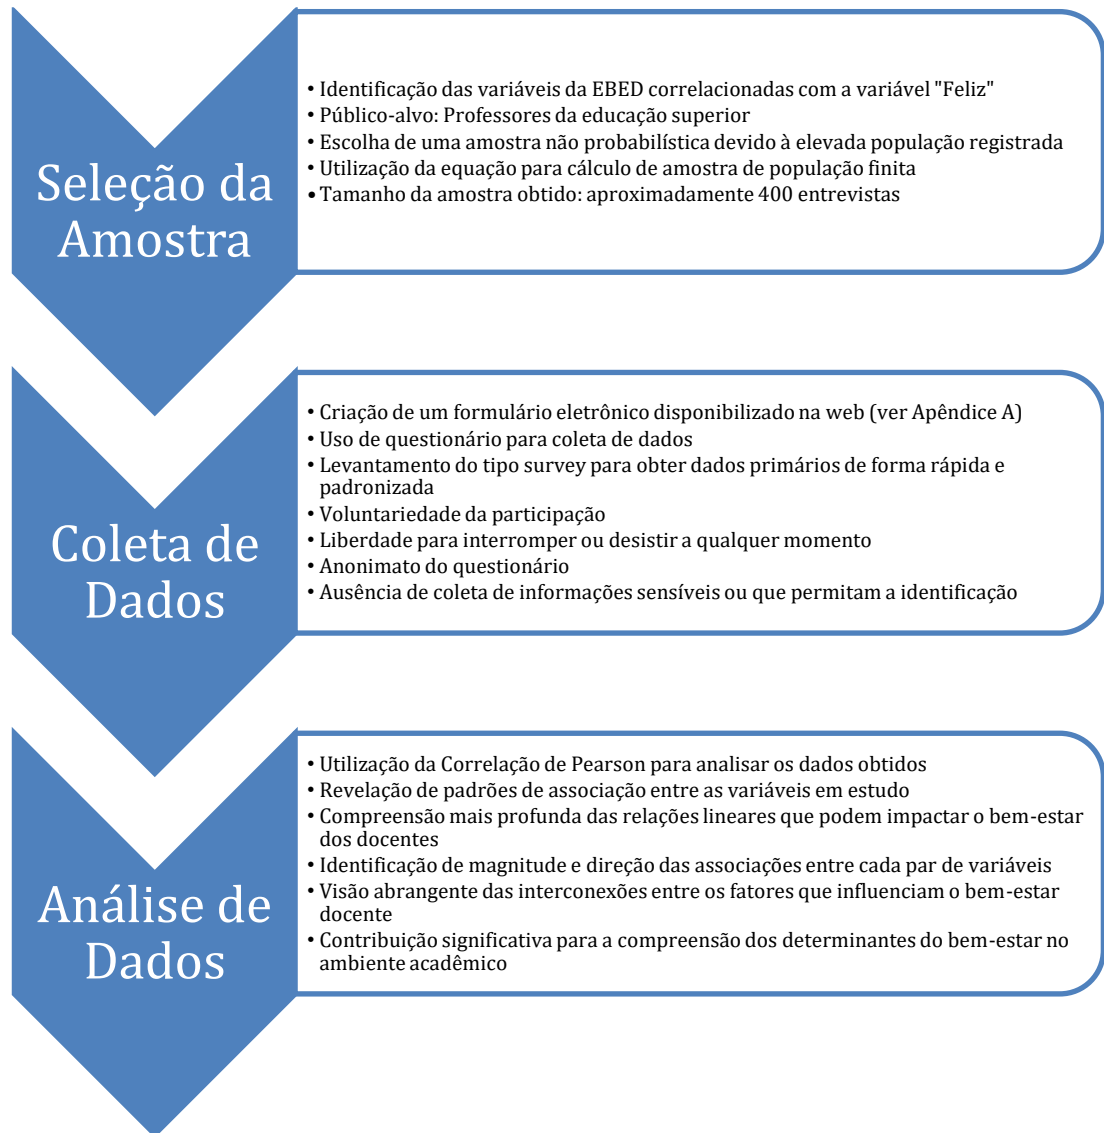 Seleção da
Amostra
• Identificação das variáveis da EBED correlacionadas com a variável "Feliz"
• Público-alvo: Professores da educação superior
• Escolha de uma amostra não probabilística devido à elevada população registrada
• Utilização da equação para cálculo de amostra de população finita
• Tamanho da amostra obtido: aproximadamente 400 entrevistas
Coleta de
Dados
• Criação de um formulário eletrônico disponibilizado na web (ver Apêndice A)
• Uso de questionário para coleta de dados
• Levantamento do tipo survey para obter dados primários de forma rápida e
padronizada
• Voluntariedade da participação
• Liberdade para interromper ou desistir a qualquer momento
• Anonimato do questionário
• Ausência de coleta de informações sensíveis ou que permitam a identificação
Análise de
Dados
• Utilização da Correlação de Pearson para analisar os dados obtidos
• Revelação de padrões de associação entre as variáveis em estudo
• Compreensão mais profunda das relações lineares que podem impactar o bem-estar
dos docentes
• Identificação de magnitude e direção das associações entre cada par de variáveis
• Visão abrangente das interconexões entre os fatores que influenciam o bem-estar
docente
• Contribuição significativa para a compreensão dos determinantes do bem-estar no
ambiente acadêmico